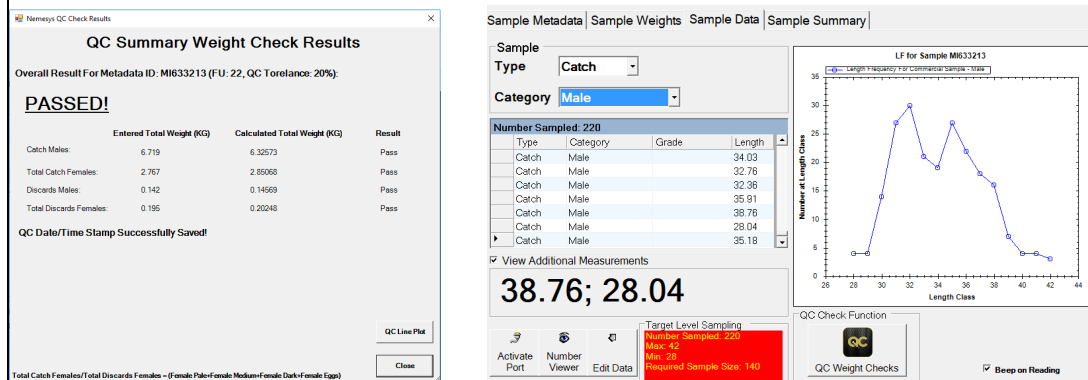 Nemesys QC Check Results
QC Summary Weight Check Results
Overall Result For Metadata ID: MI633213 (FU: 22, QC Torelance: 20%):
PASSED!
Entered Total Weight (KG) Calculated Total Weight (KG) Result
Catch Males: 6.719 6.32573 Pass
Total Catch Females: 2.767 2.85068 Pass
Discards Males: 0.142 0.14569 Pass
Total Discards Females: 0.195 0.20248 Pass
QC Date/Time Stamp Successfully Saved!
QC Line Plot
Close
Total Catch Females/Total Discards Females = (Female Pale+Female Medium+Female Dark+Female Eggs)
Sample Metadata Sample Weights Sample Data Sample Summary
Sample
Type Catch
Category Male
Number Sampled: 220
Type Category Grade Length
Catch Male 34.03
Catch Male 32.76
Catch Male 32.36
Catch Male 35.91
Catch Male 38.76
Catch Male 28.04
Catch Male 35.18
View Additional Measurements
38.76; 28.04
Activate Port
Number Viewer
Edit Data
Target Level Sampling
Number Sampled: 220
Max: 42
Min: 28
Required Sample Size: 140
LF for Sample MI633213
Length Frequency For Commercial Sample - Male
Number at Length Class
35
30
25
20
15
10
5
0
26 28 30 32 34 36 38 40 42 44
Length Class
QC Check Function
QC
QC Weight Checks
Beep on Reading